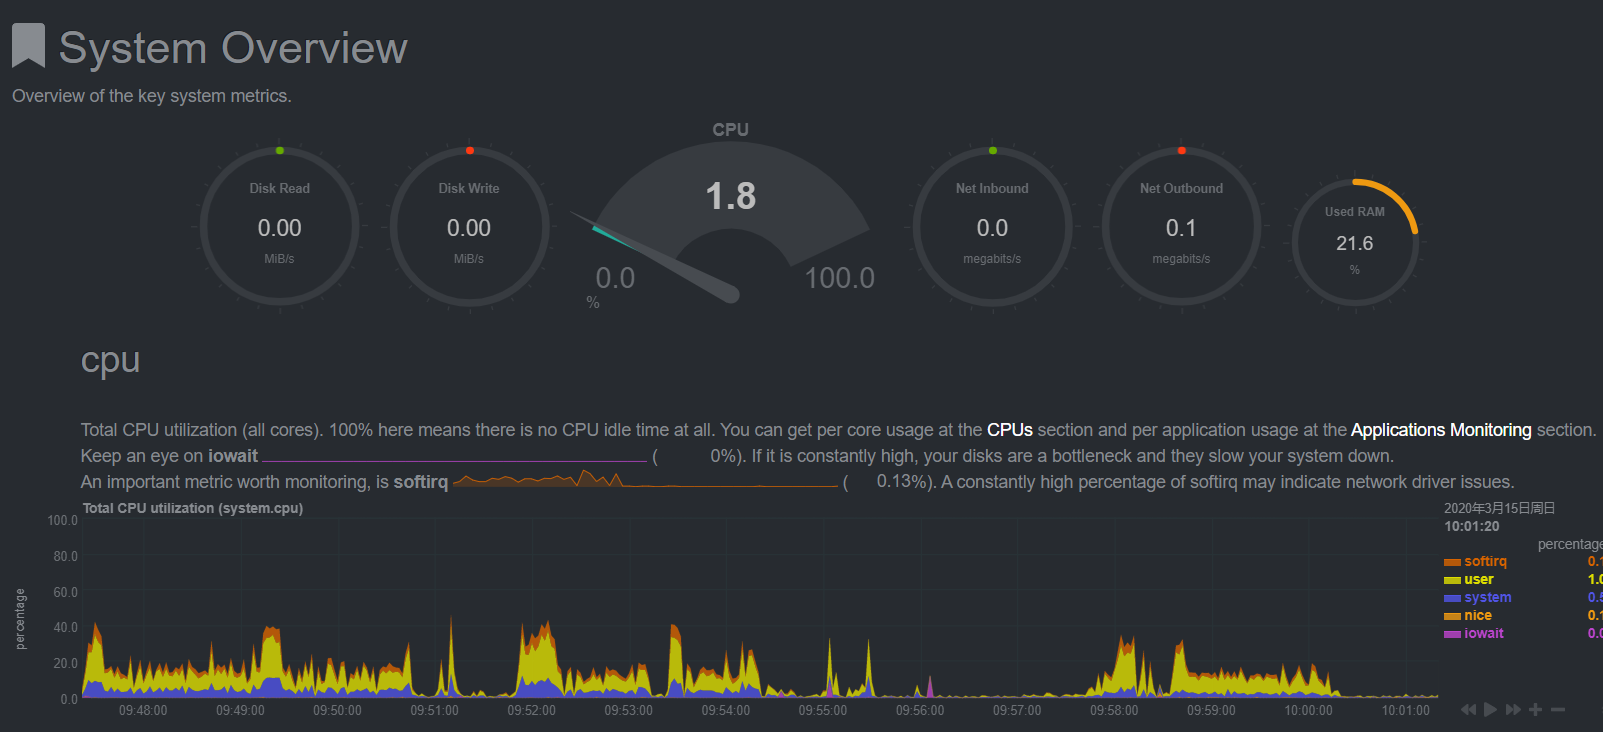 System Overview
Overview of the key system metrics.
CPU
Disk Read
0.00
MiB/s
Disk Write
0.00
MiB/s
1.8
0.0
100.0
%
Net Inbound
0.0
megabits/s
Net Outbound
0.1
megabits/s
Used RAM
21.6
%
cpu
Total CPU utilization (all cores). 100% here means there is no CPU idle time at all. You can get per core usage at the CPUs section and per application usage at the Applications Monitoring section.
Keep an eye on iowait ( 0%). If it is constantly high, your disks are a bottleneck and they slow your system down.
An important metric worth monitoring, is softirq ( 0.13%). A constantly high percentage of softirq may indicate network driver issues.
Total CPU utilization (system.cpu)
2020年3月15日周日
10:01:20
percentage
softirq 0.1
user 1.0
system 0.5
nice 0.1
iowait 0.0
percentage
100.0
80.0
60.0
40.0
20.0
0.0
09:48:00 09:49:00 09:50:00 09:51:00 09:52:00 09:53:00 09:54:00 09:55:00 09:56:00 09:57:00 09:58:00 09:59:00 10:00:00 10:01:00